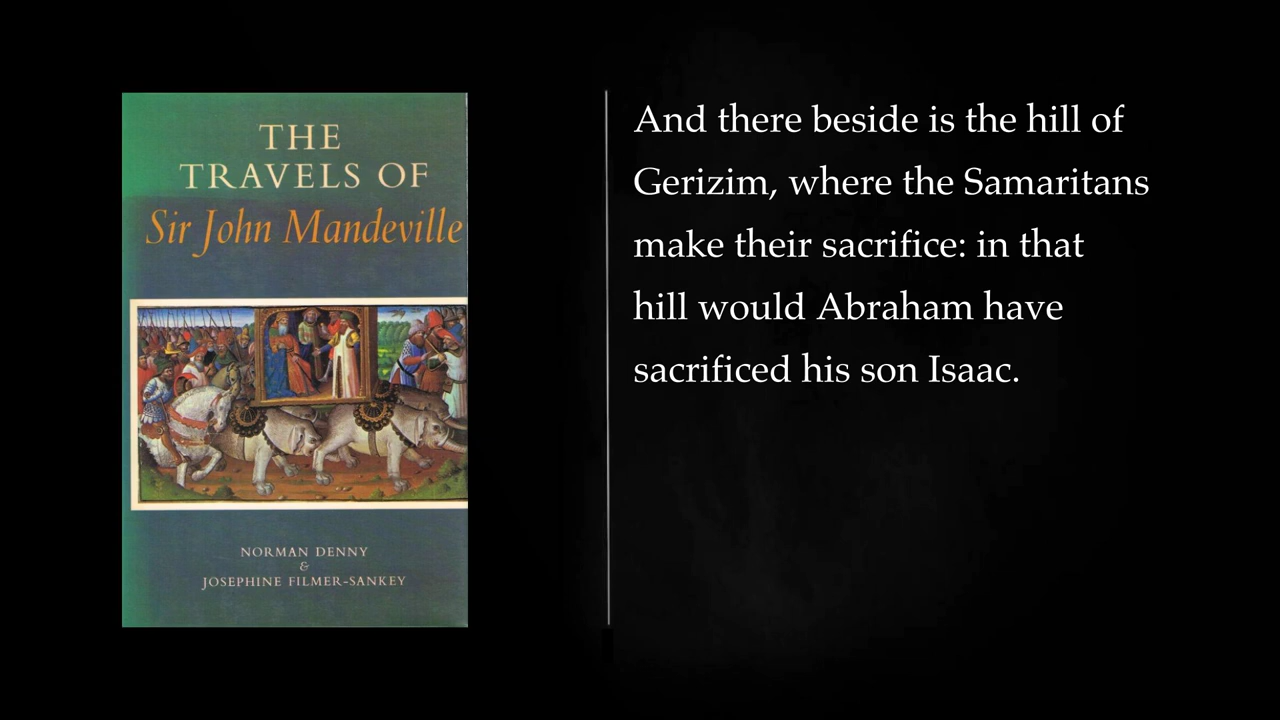 THE
TRAVELS OF
Sir John Mandeville
NORMAN DENNY
&
JOSEPHINE FILMER-SANKEY
And there beside is the hill of
Gerizim, where the Samaritans
make their sacrifice: in that
hill would Abraham have
sacrificed his son Isaac.